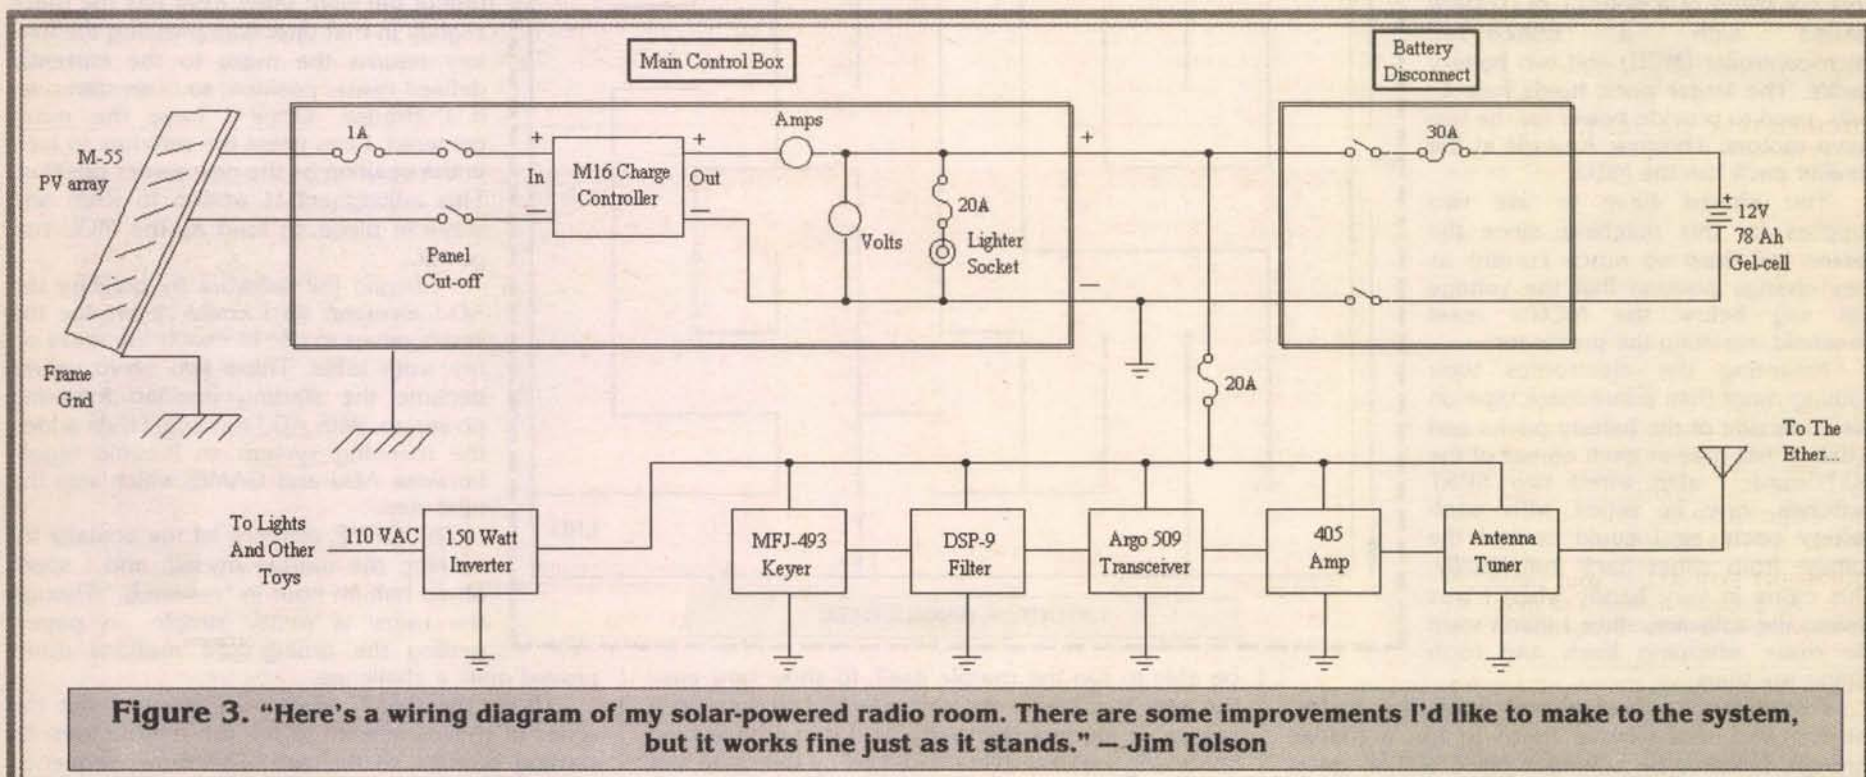 Main Control Box
Battery
Disconnect
M-55
PV array
1A
+
In
−
M16 Charge
Controller
+
Out
−
Panel
Cut-off
Amps
Volts
20A
Lighter
Socket
+
−
30A
+
12V
78 Ah
Gel-cell
Frame
Gnd
20A
To The
Ether...
To Lights
And Other
Toys
110 VAC
150 Watt
Inverter
MFJ-493
Keyer
DSP-9
Filter
Argo 509
Transceiver
405
Amp
Antenna
Tuner
Figure 3. "Here's a wiring diagram of my solar-powered radio room. There are some improvements I'd like to make to the system,
but it works fine just as it stands." — Jim Tolson